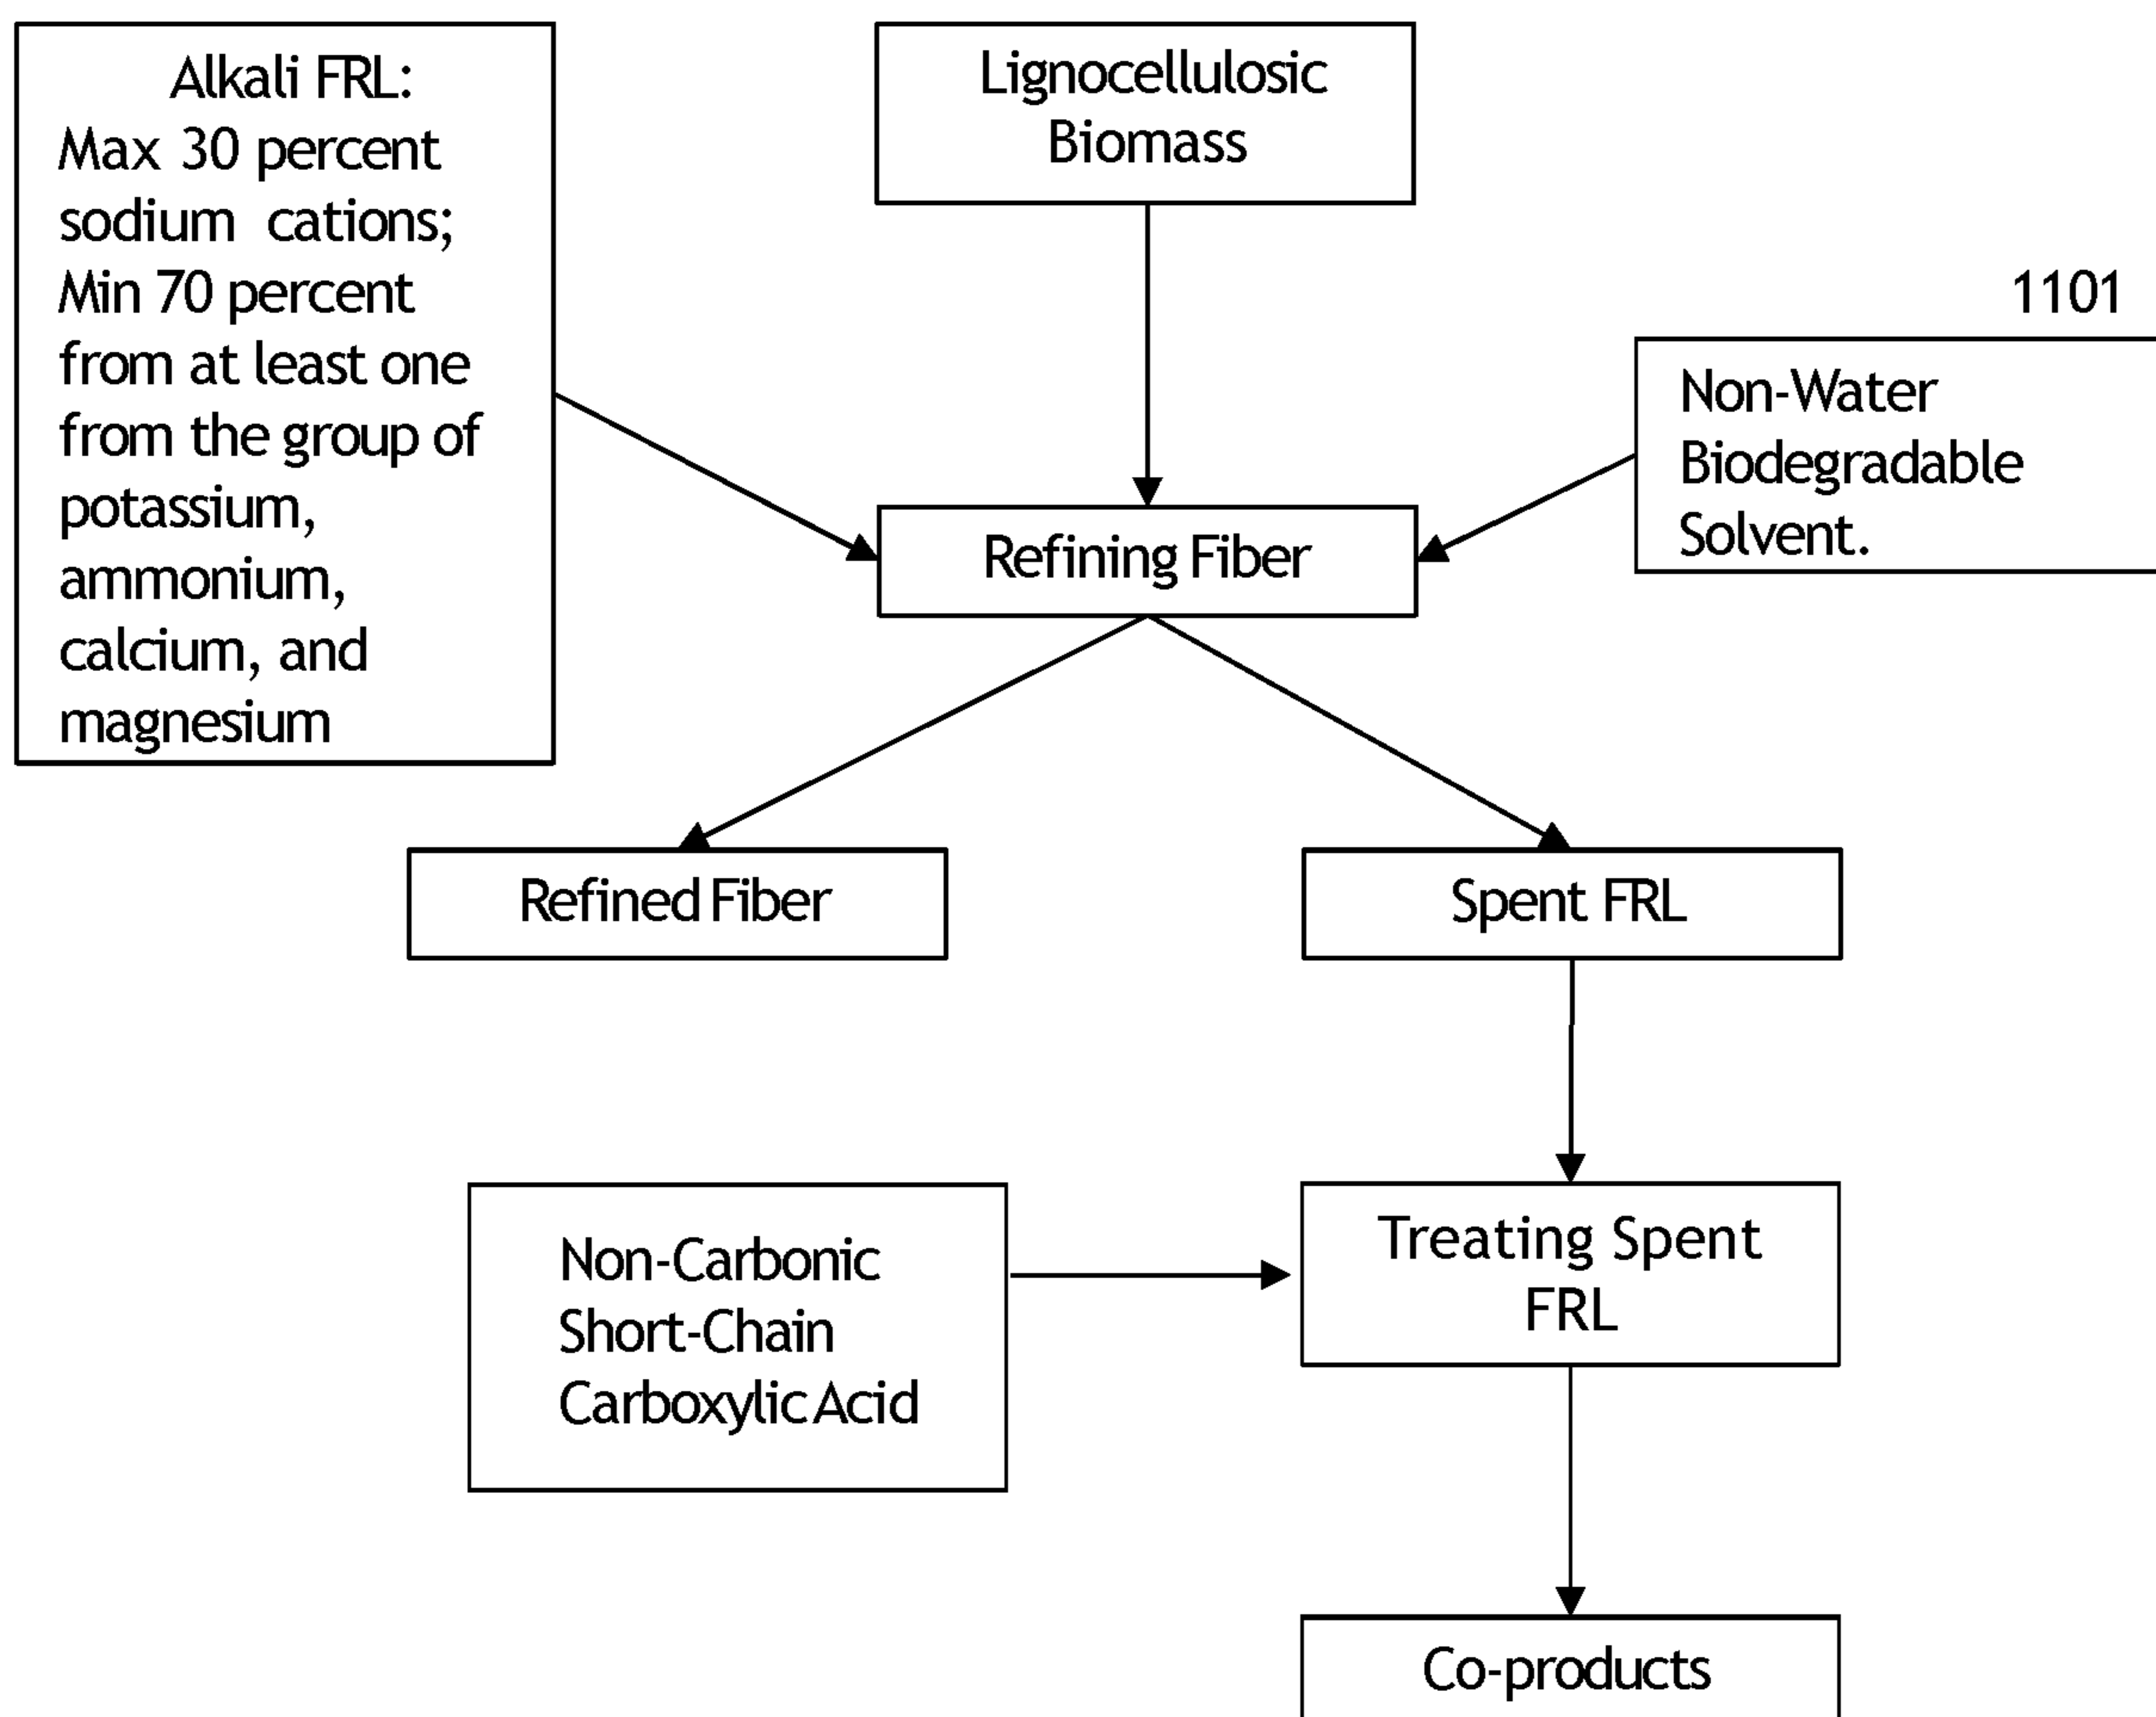 Alkali FRL:
Max 30 percent
sodium cations;
Min 70 percent
from at least one
from the group of
potassium,
ammonium,
calcium, and
magnesium
Lignocellulosic
Biomass
1101
Non-Water
Biodegradable
Solvent.
Refining Fiber
Refined Fiber
Spent FRL
Non-Carbonic
Short-Chain
Carboxylic Acid
Treating Spent
FRL
Co-products